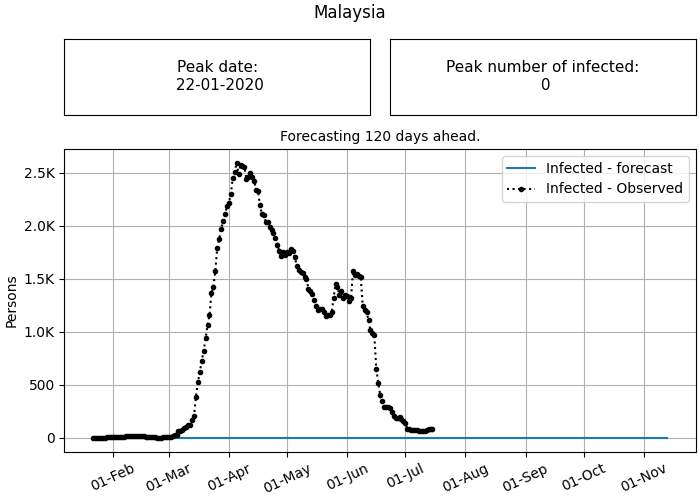 Malaysia
Peak date:
22-01-2020
Peak number of infected:
0
Forecasting 120 days ahead.
Infected - forecast
Infected - Observed
Persons
2.5K
2.0K
1.5K
1.0K
500
0
01-Feb
01-Mar
01-Apr
01-May
01-Jun
01-Jul
01-Aug
01-Sep
01-Oct
01-Nov